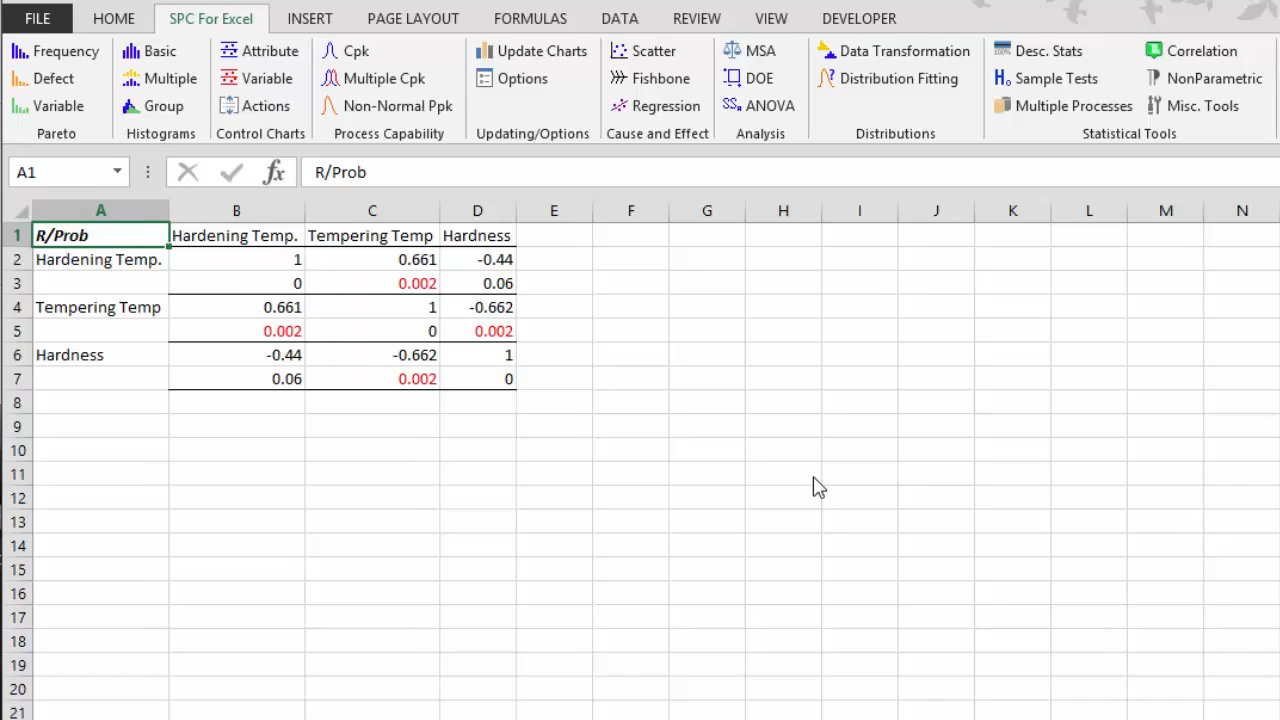 FILE HOME SPC For Excel INSERT PAGE LAYOUT FORMULAS DATA REVIEW VIEW DEVELOPER
Frequency Basic Attribute Cpk Update Charts Scatter MSA Data Transformation Desc. Stats Correlation
Defect Multiple Variable Multiple Cpk Options Fishbone DOE Distribution Fitting Sample Tests NonParametric
Variable Group Actions Non-Normal Ppk Regression ANOVA Multiple Processes Misc. Tools
Pareto Histograms Control Charts Process Capability Updating/Options Cause and Effect Analysis Distributions Statistical Tools
A1 fx R/Prob
A B C D E F G H I J K L M N
1 R/Prob Hardening Temp. Tempering Temp Hardness
2 Hardening Temp. 1 0.661 -0.44
3 0 0.002 0.06
4 Tempering Temp 0.661 1 -0.662
5 0.002 0 0.002
6 Hardness -0.44 -0.662 1
7 0.06 0.002 0
8
9
10
11
12
13
14
15
16
17
18
19
20
21